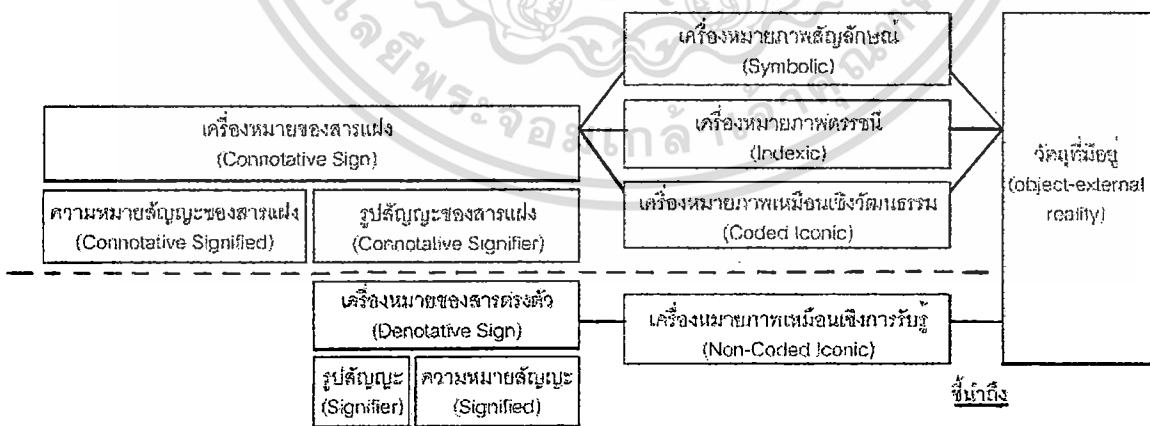 เครื่องหมายภาพสัญลักษณ์
(Symbolic)
เครื่องหมายของสารแฝง
(Connotative Sign)
เครื่องหมายภาพดรรชนี
(Indexic)
วัตถุที่มีอยู่
(object-external
reality)
ความหมายสัญญะของสารแฝง
(Connotative Signified)
รูปสัญญะของสารแฝง
(Connotative Signifier)
เครื่องหมายภาพเหมือนเชิงวัฒนธรรม
(Coded Iconic)
เครื่องหมายของสารตรงตัว
(Denotative Sign)
เครื่องหมายภาพเหมือนเชิงการรับรู้
(Non-Coded Iconic)
รูปสัญญะ
(Signifier)
ความหมายสัญญะ
(Signified)
ชี้นำถึง